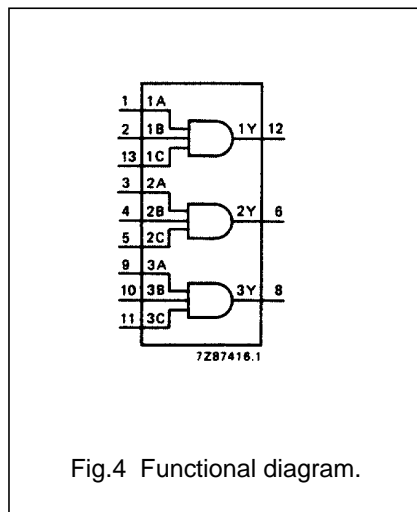 1 1A
2 1B 1Y 12
13 1C
3 2A
4 2B 2Y 6
5 2C
9 3A
10 3B 3Y 8
11 3C
7Z87416.1
Fig.4 Functional diagram.